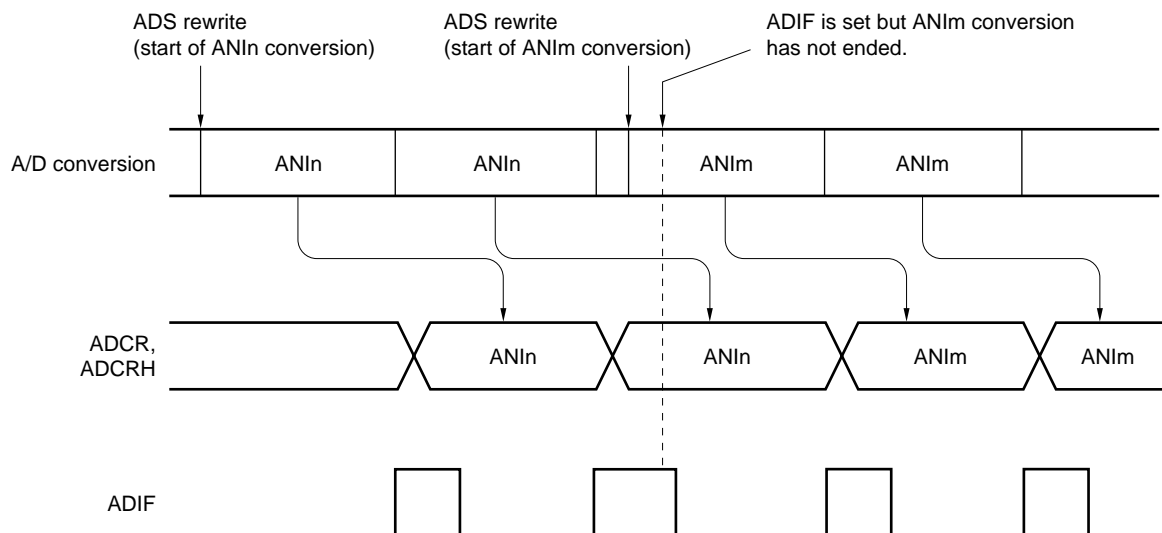 ADS rewrite
(start of ANIn conversion)
ADS rewrite
(start of ANIm conversion)
ADIF is set but ANIm conversion
has not ended.
A/D conversion
ANIn
ANIn
ANIm
ANIm
ADCR,
ADCRH
ANIn
ANIn
ANIm
ANIm
ADIF